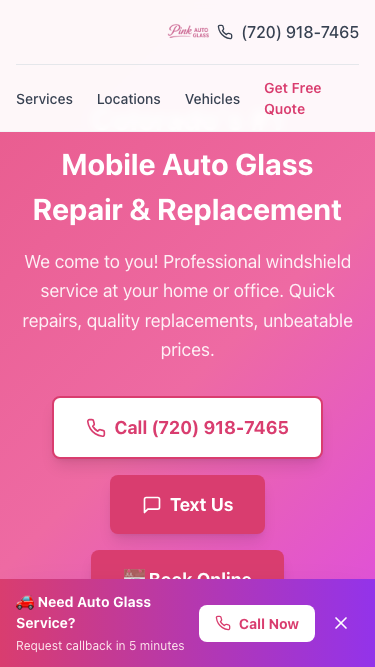 Pink AUTO GLASS
(720) 918-7465
Services
Locations
Vehicles
Get Free
Quote
Mobile Auto Glass
Repair & Replacement
We come to you! Professional windshield
service at your home or office. Quick
repairs, quality replacements, unbeatable
prices.
Call (720) 918-7465
Text Us
Book Online
Need Auto Glass
Service?
Request callback in 5 minutes
Call Now